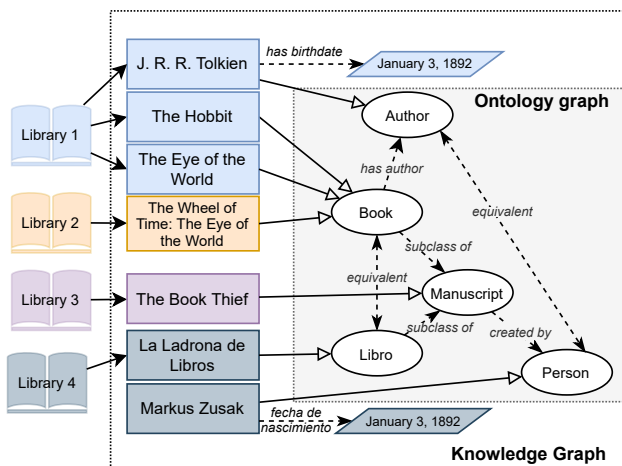 has birthdate
J. R. R. Tolkien
January 3, 1892
Ontology graph
Author
Library 1
The Hobbit
The Eye of the
World
has author
Library 2
The Wheel of
Time: The Eye of
the World
Book
equivalent
subclass of
equivalent
Library 3
The Book Thief
Manuscript
subclass of
created by
Library 4
La Ladrona de
Libros
Libro
Person
Markus Zusak
fecha de
nascimiento
January 3, 1892
Knowledge Graph